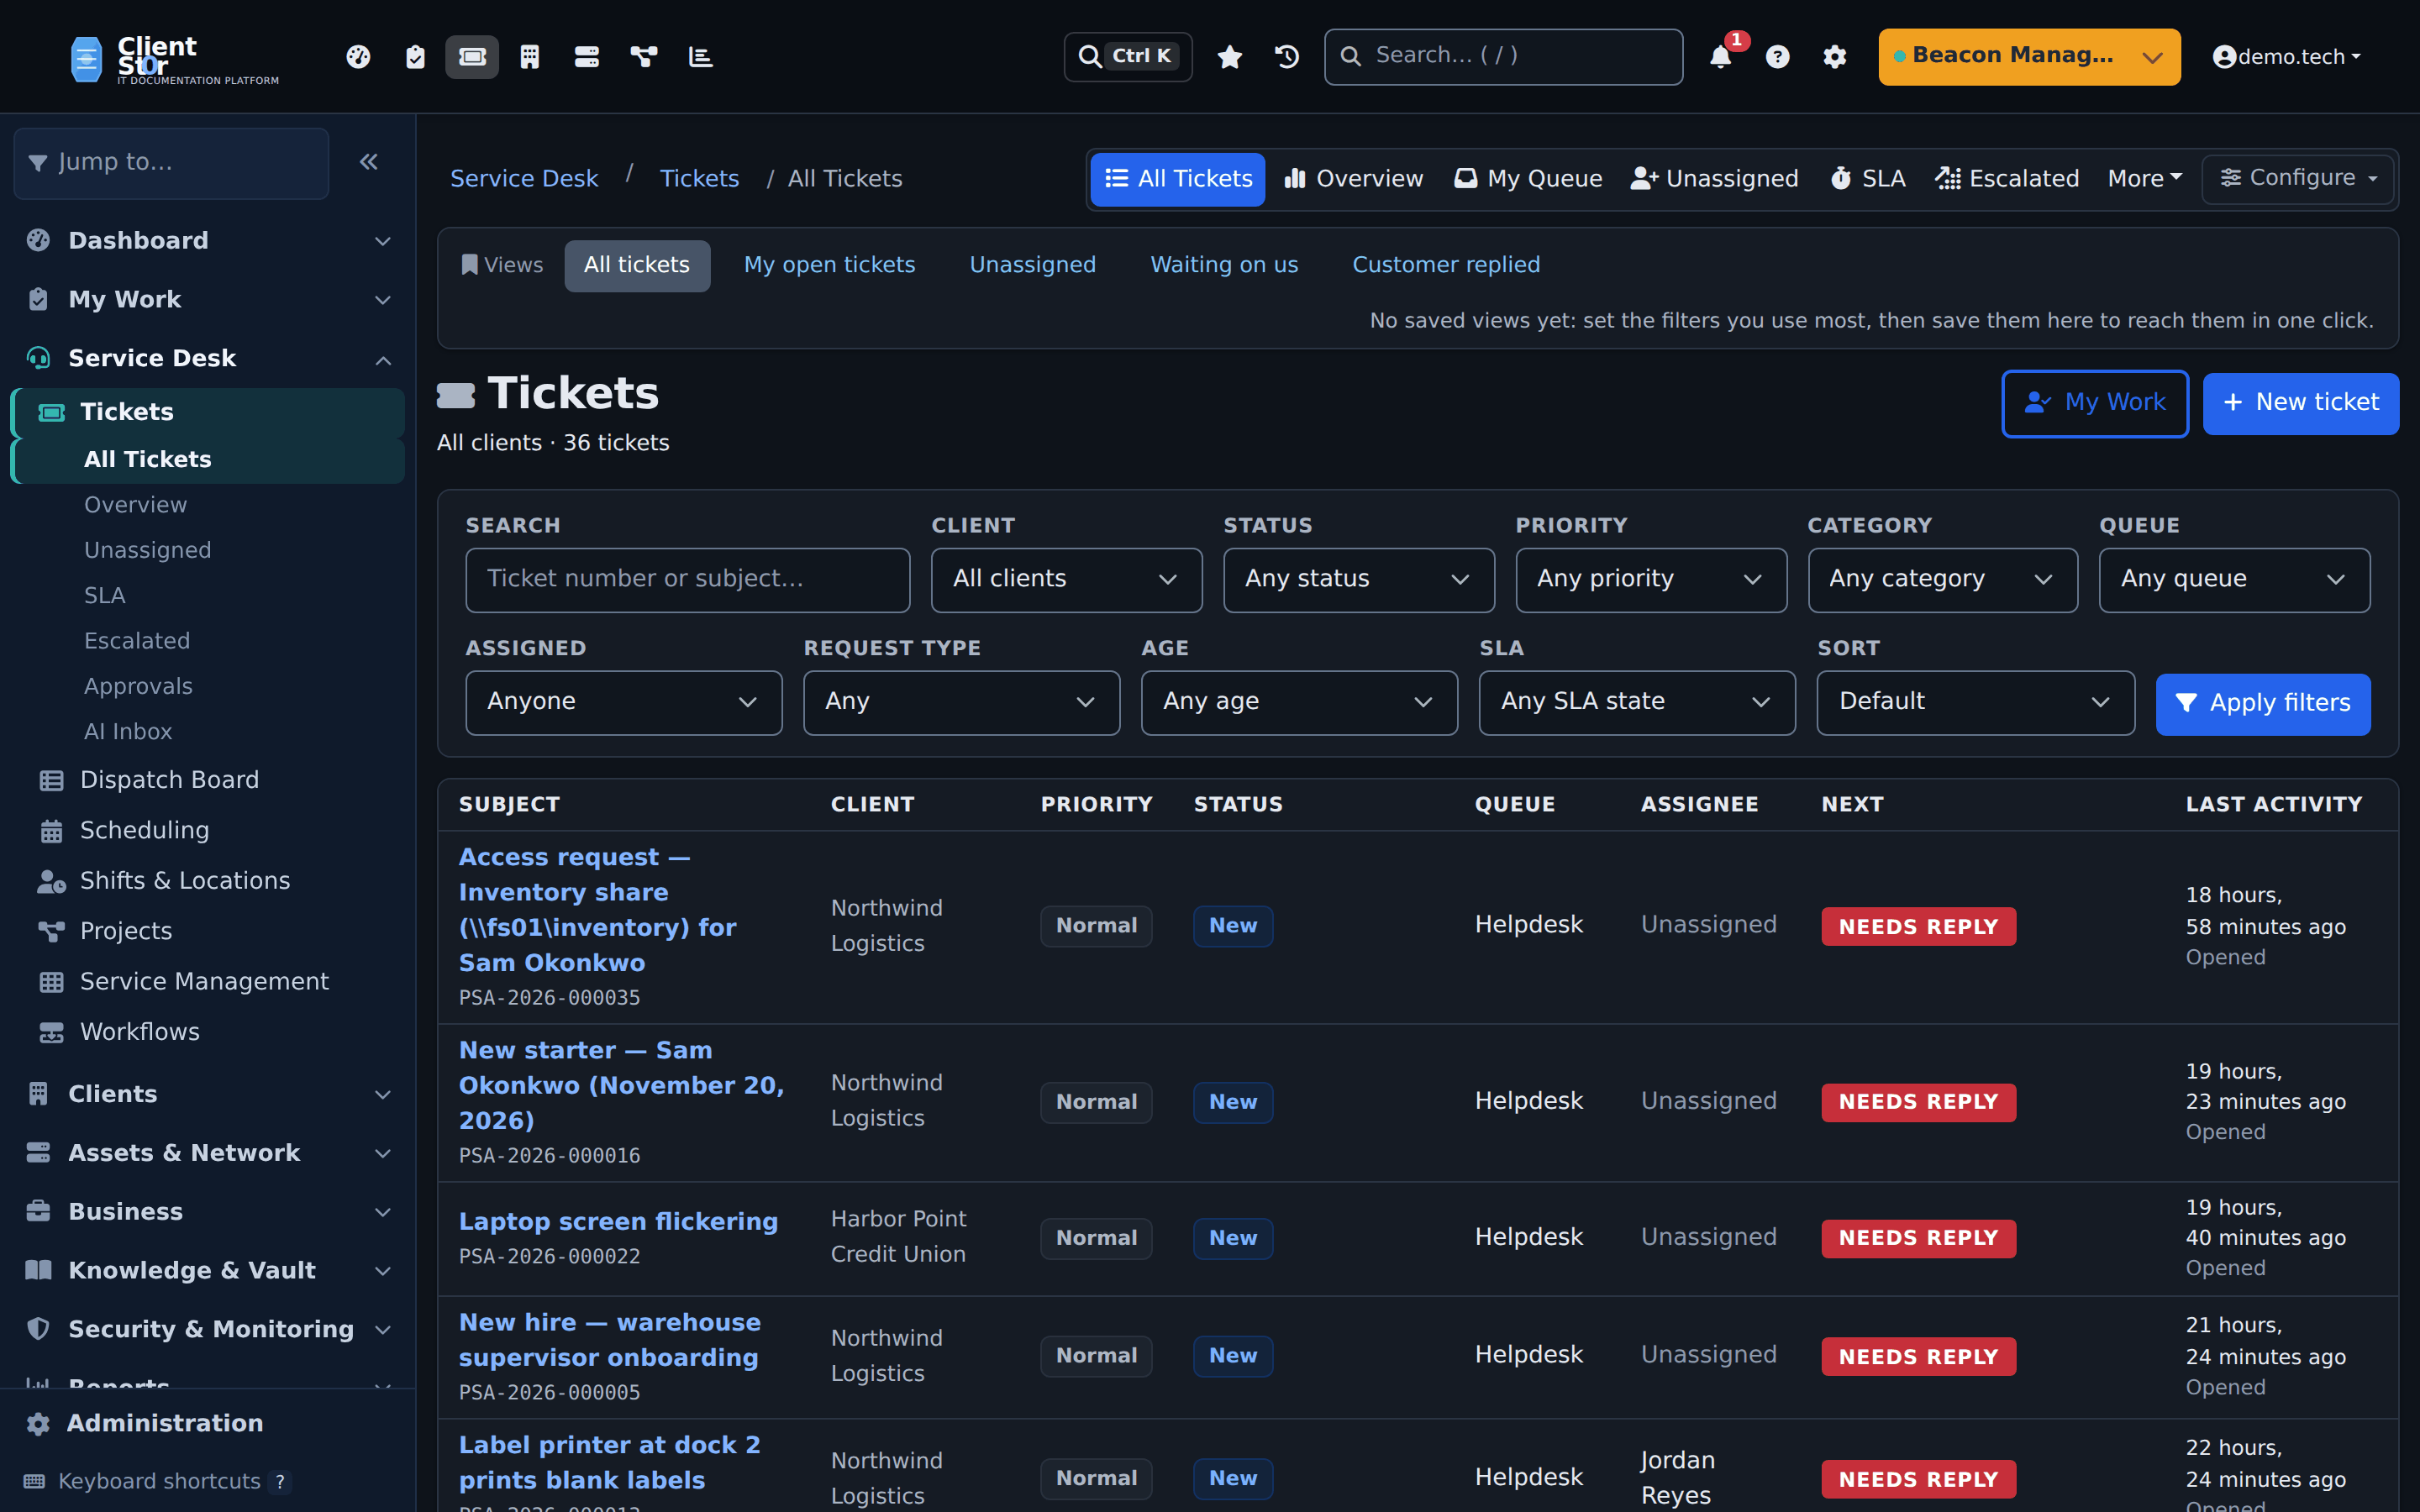 Client
St0r
IT DOCUMENTATION PLATFORM
Ctrl K
Search… ( / )
1
Beacon Manag…
demo.tech
Jump to…
Dashboard
My Work
Service Desk
Tickets
All Tickets
Overview
Unassigned
SLA
Escalated
Approvals
AI Inbox
Dispatch Board
Scheduling
Shifts & Locations
Projects
Service Management
Workflows
Clients
Assets & Network
Business
Knowledge & Vault
Security & Monitoring
Reports
Administration
Keyboard shortcuts ?
Service Desk / Tickets / All Tickets
All Tickets Overview My Queue Unassigned SLA Escalated More Configure
Views All tickets My open tickets Unassigned Waiting on us Customer replied
No saved views yet: set the filters you use most, then save them here to reach them in one click.
Tickets
All clients · 36 tickets
My Work
+ New ticket
SEARCH CLIENT STATUS PRIORITY CATEGORY QUEUE
Ticket number or subject… All clients Any status Any priority Any category Any queue
ASSIGNED REQUEST TYPE AGE SLA SORT
Anyone Any Any age Any SLA state Default Apply filters
SUBJECT CLIENT PRIORITY STATUS QUEUE ASSIGNEE NEXT LAST ACTIVITY
Access request —
Inventory share
(\\fs01\inventory) for
Sam Okonkwo
PSA-2026-000035
Northwind
Logistics
Normal
New
Helpdesk
Unassigned
NEEDS REPLY
18 hours,
58 minutes ago
Opened
New starter — Sam
Okonkwo (November 20,
2026)
PSA-2026-000016
Northwind
Logistics
Normal
New
Helpdesk
Unassigned
NEEDS REPLY
19 hours,
23 minutes ago
Opened
Laptop screen flickering
PSA-2026-000022
Harbor Point
Credit Union
Normal
New
Helpdesk
Unassigned
NEEDS REPLY
19 hours,
40 minutes ago
Opened
New hire — warehouse
supervisor onboarding
PSA-2026-000005
Northwind
Logistics
Normal
New
Helpdesk
Unassigned
NEEDS REPLY
21 hours,
24 minutes ago
Opened
Label printer at dock 2
prints blank labels
PSA-2026-000013
Northwind
Logistics
Normal
New
Helpdesk
Jordan
Reyes
NEEDS REPLY
22 hours,
24 minutes ago
Opened